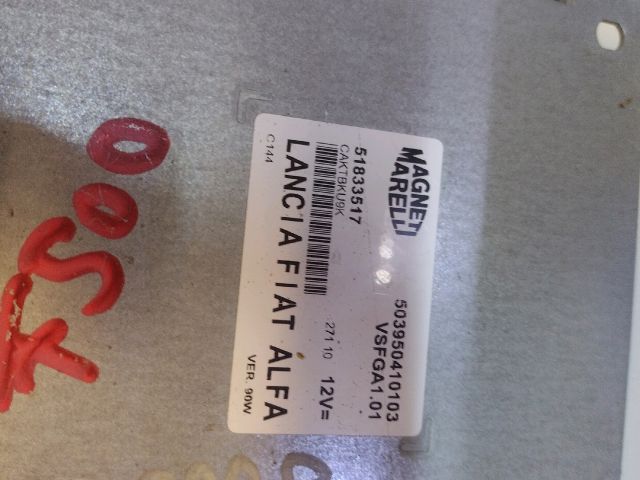 MAGNETI
MARELLI
503950410103
VSFGA1.01
51833517
CAKTBKU9K
271 10
12V=
LANCIA FIAT ALFA
C144
VER. 90W